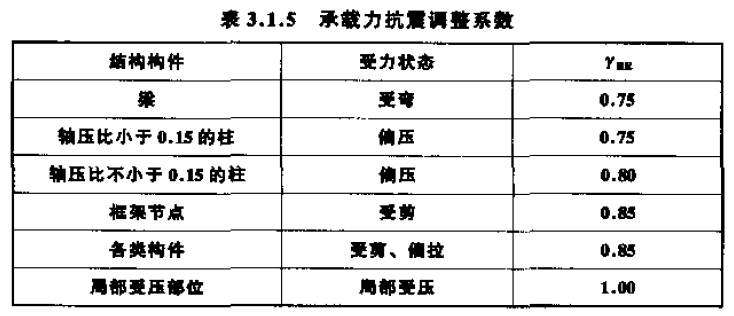 表 3.1.5 承载力抗震调整系数
结构构件 受力状态 γRE
梁 受弯 0.75
轴压比小于 0.15 的柱 偏压 0.75
轴压比不小于 0.15 的柱 偏压 0.80
框架节点 受剪 0.85
各类构件 受剪、偏拉 0.85
局部受压部位 局部受压 1.00